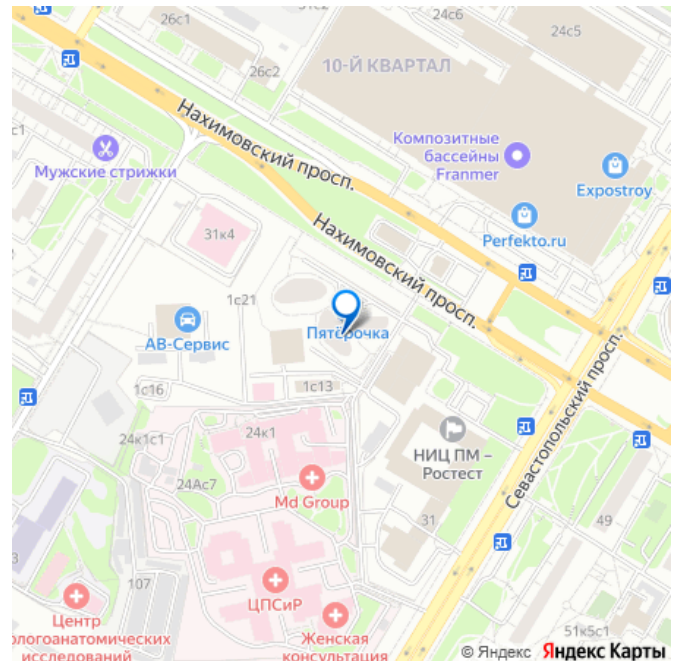 26с1
24с6
24с5
26с2
10-Й КВАРТАЛ
Нахимовский просп.
Композитные
бассейны
Franmer
Мужские стрижки
Expostroy
31к4
Perfekto.ru
Нахимовский просп.
1с21
Пятёрочка
АВ-Сервис
1с16
1с13
Севастопольский просп.
24к1с1
24к1
НИЦ ПМ –
Ростест
24Ас7
Md Group
31
49
107
ЦПСиР
Центр
ологоанатомических
исследований
Женская
консультация
51к5с1
© Яндекс Яндекс Карты